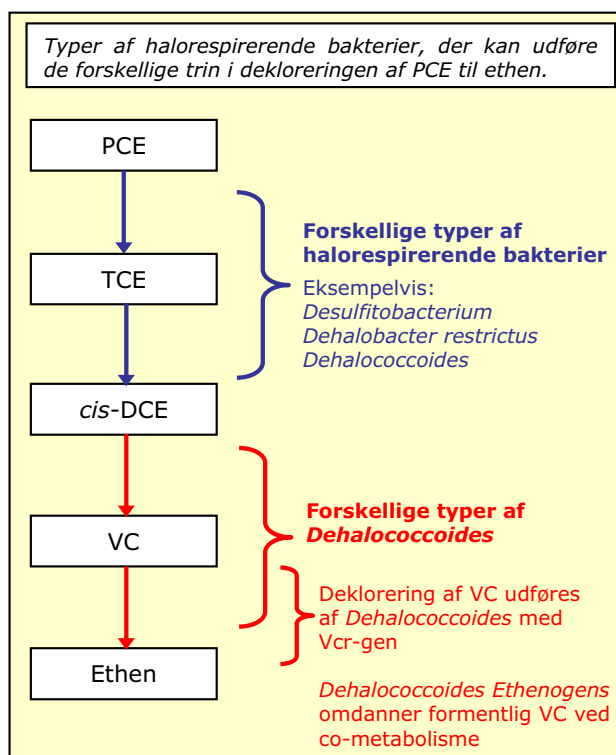 Typer af halorespirerende bakterier, der kan udføre
de forskellige trin i dekloreringen af PCE til ethen.
PCE
TCE
Forskellige typer af
halorespirerende bakterier
Eksempelvis:
Desulfitobacterium
Dehalobacter restrictus
Dehalococcoides
cis-DCE
VC
Forskellige typer af
Dehalococcoides
Deklorering af VC udføres
af Dehalococcoides med
Vcr-gen
Ethen
Dehalococcoides Ethenogens
omdanner formentlig VC ved
co-metabolisme